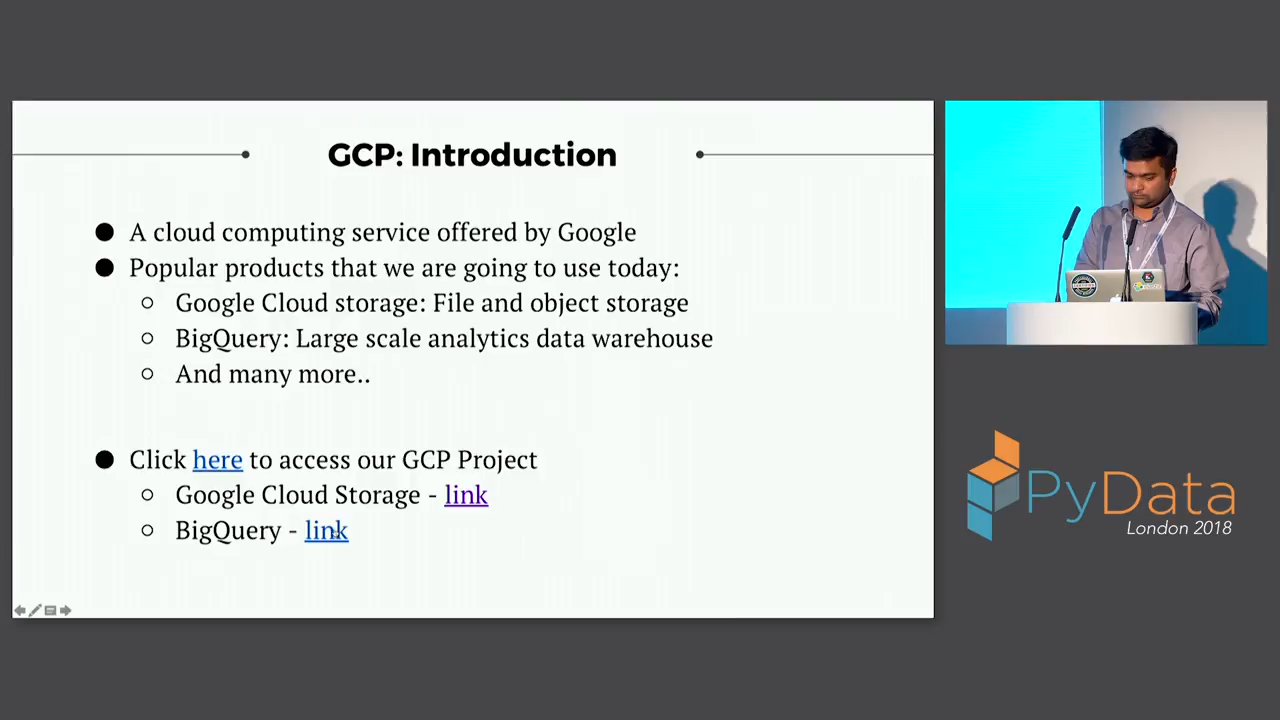 GCP: Introduction
● A cloud computing service offered by Google
● Popular products that we are going to use today:
○ Google Cloud storage: File and object storage
○ BigQuery: Large scale analytics data warehouse
○ And many more..
● Click here to access our GCP Project
○ Google Cloud Storage - link
○ BigQuery - link
PyData
London 2018